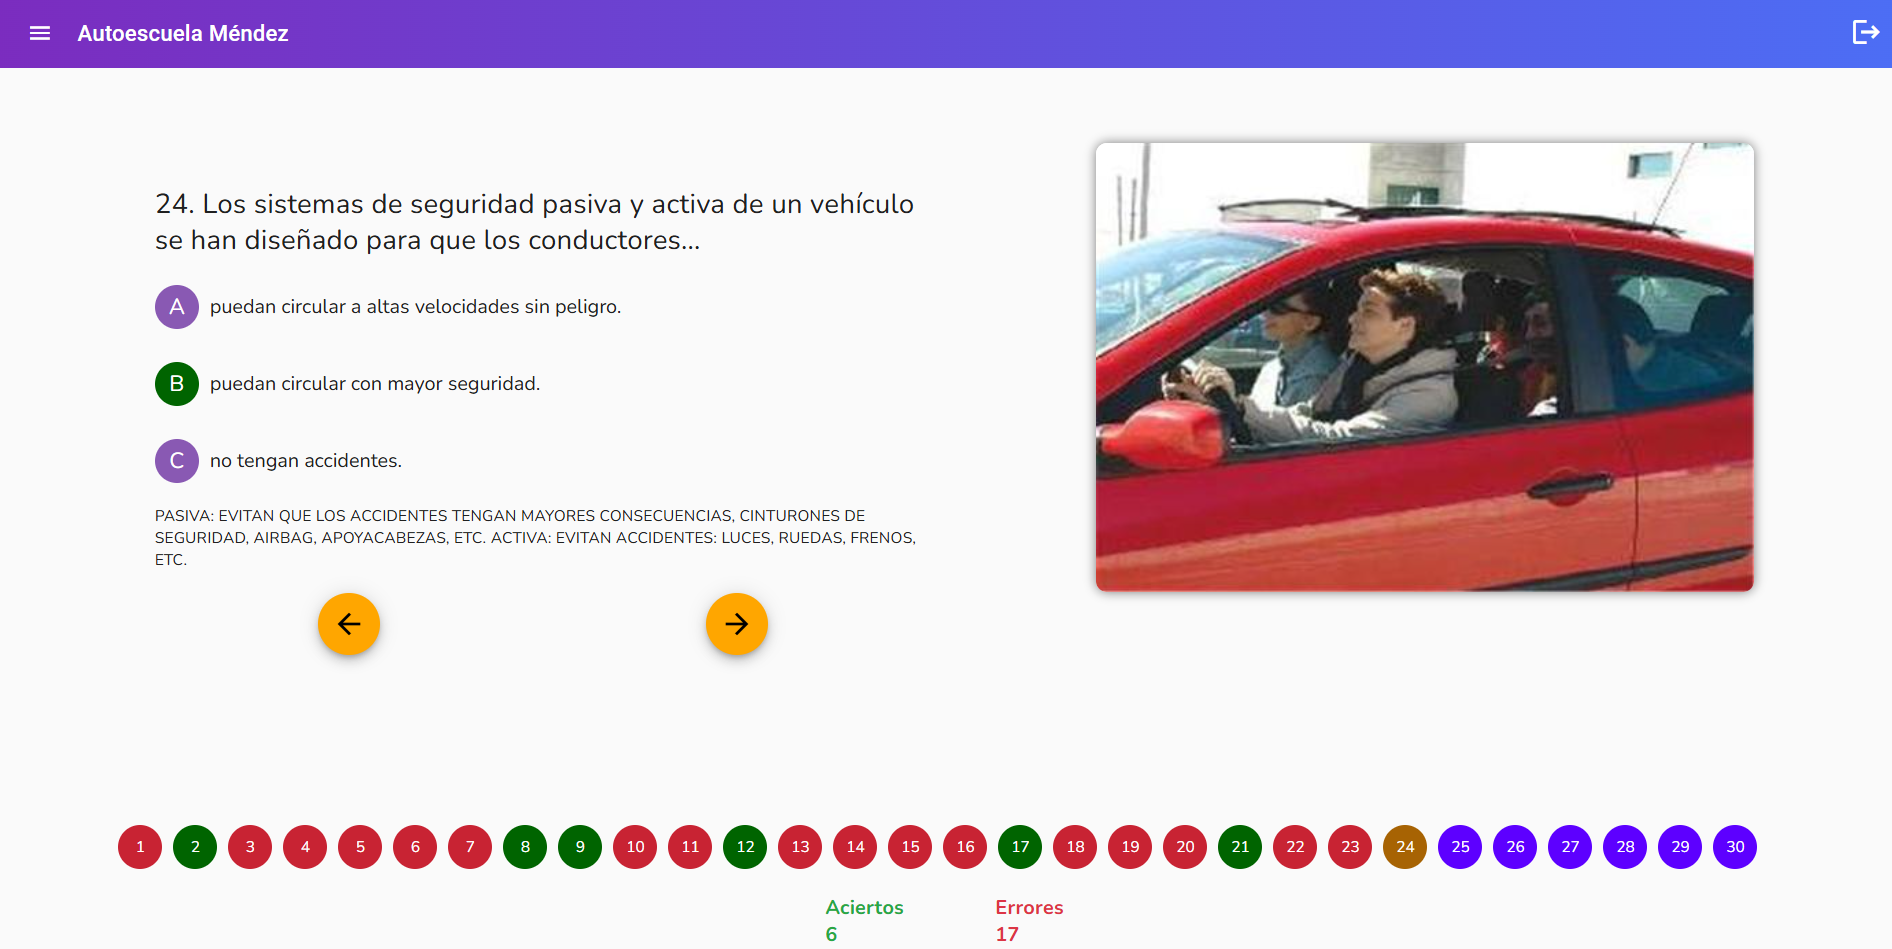 Autoescuela Méndez
24. Los sistemas de seguridad pasiva y activa de un vehículo
se han diseñado para que los conductores...
A puedan circular a altas velocidades sin peligro.
B puedan circular con mayor seguridad.
C no tengan accidentes.
PASIVA: EVITAN QUE LOS ACCIDENTES TENGAN MAYORES CONSECUENCIAS, CINTURONES DE
SEGURIDAD, AIRBAG, APOYACABEZAS, ETC. ACTIVA: EVITAN ACCIDENTES: LUCES, RUEDAS, FRENOS,
ETC.
1 2 3 4 5 6 7 8 9 10 11 12 13 14 15 16 17 18 19 20 21 22 23 24 25 26 27 28 29 30
Aciertos Errores
6 17